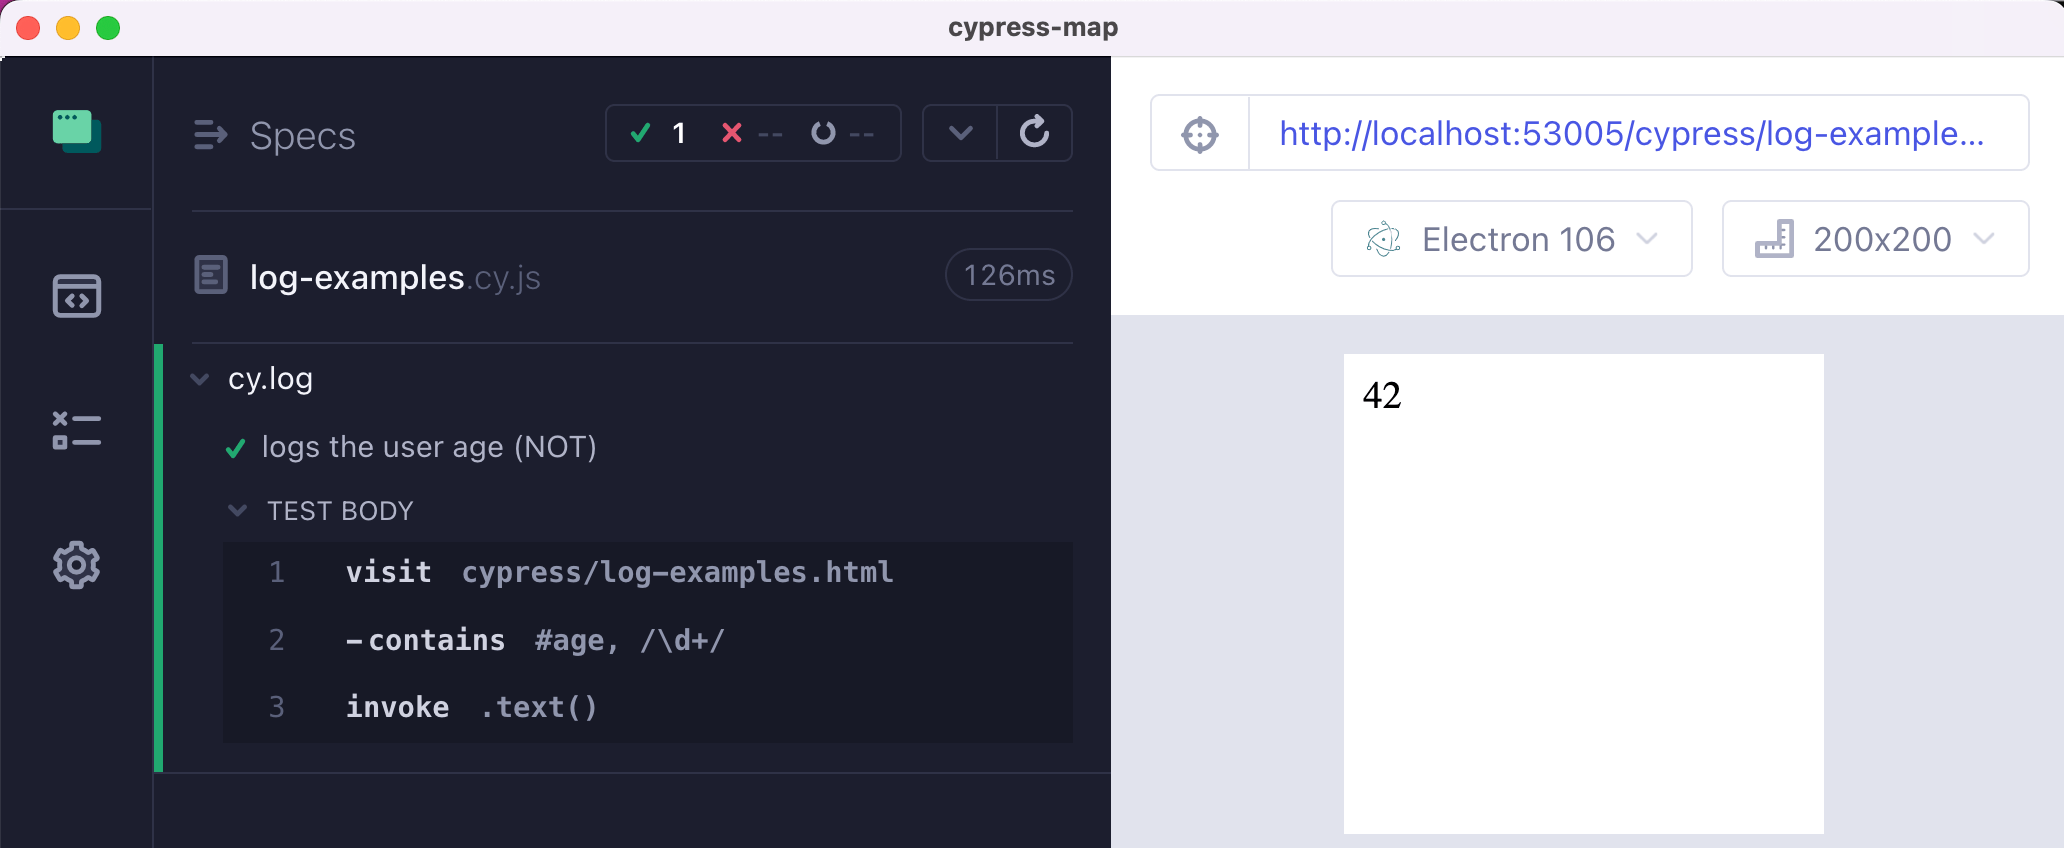 cypress-map
Specs
1 -- --
http://localhost:53005/cypress/log-example...
Electron 106
200x200
log-examples.cy.js
126ms
cy.log
logs the user age (NOT)
TEST BODY
1 visit cypress/log-examples.html
2 -contains #age, /\d+/
3 invoke .text()
42